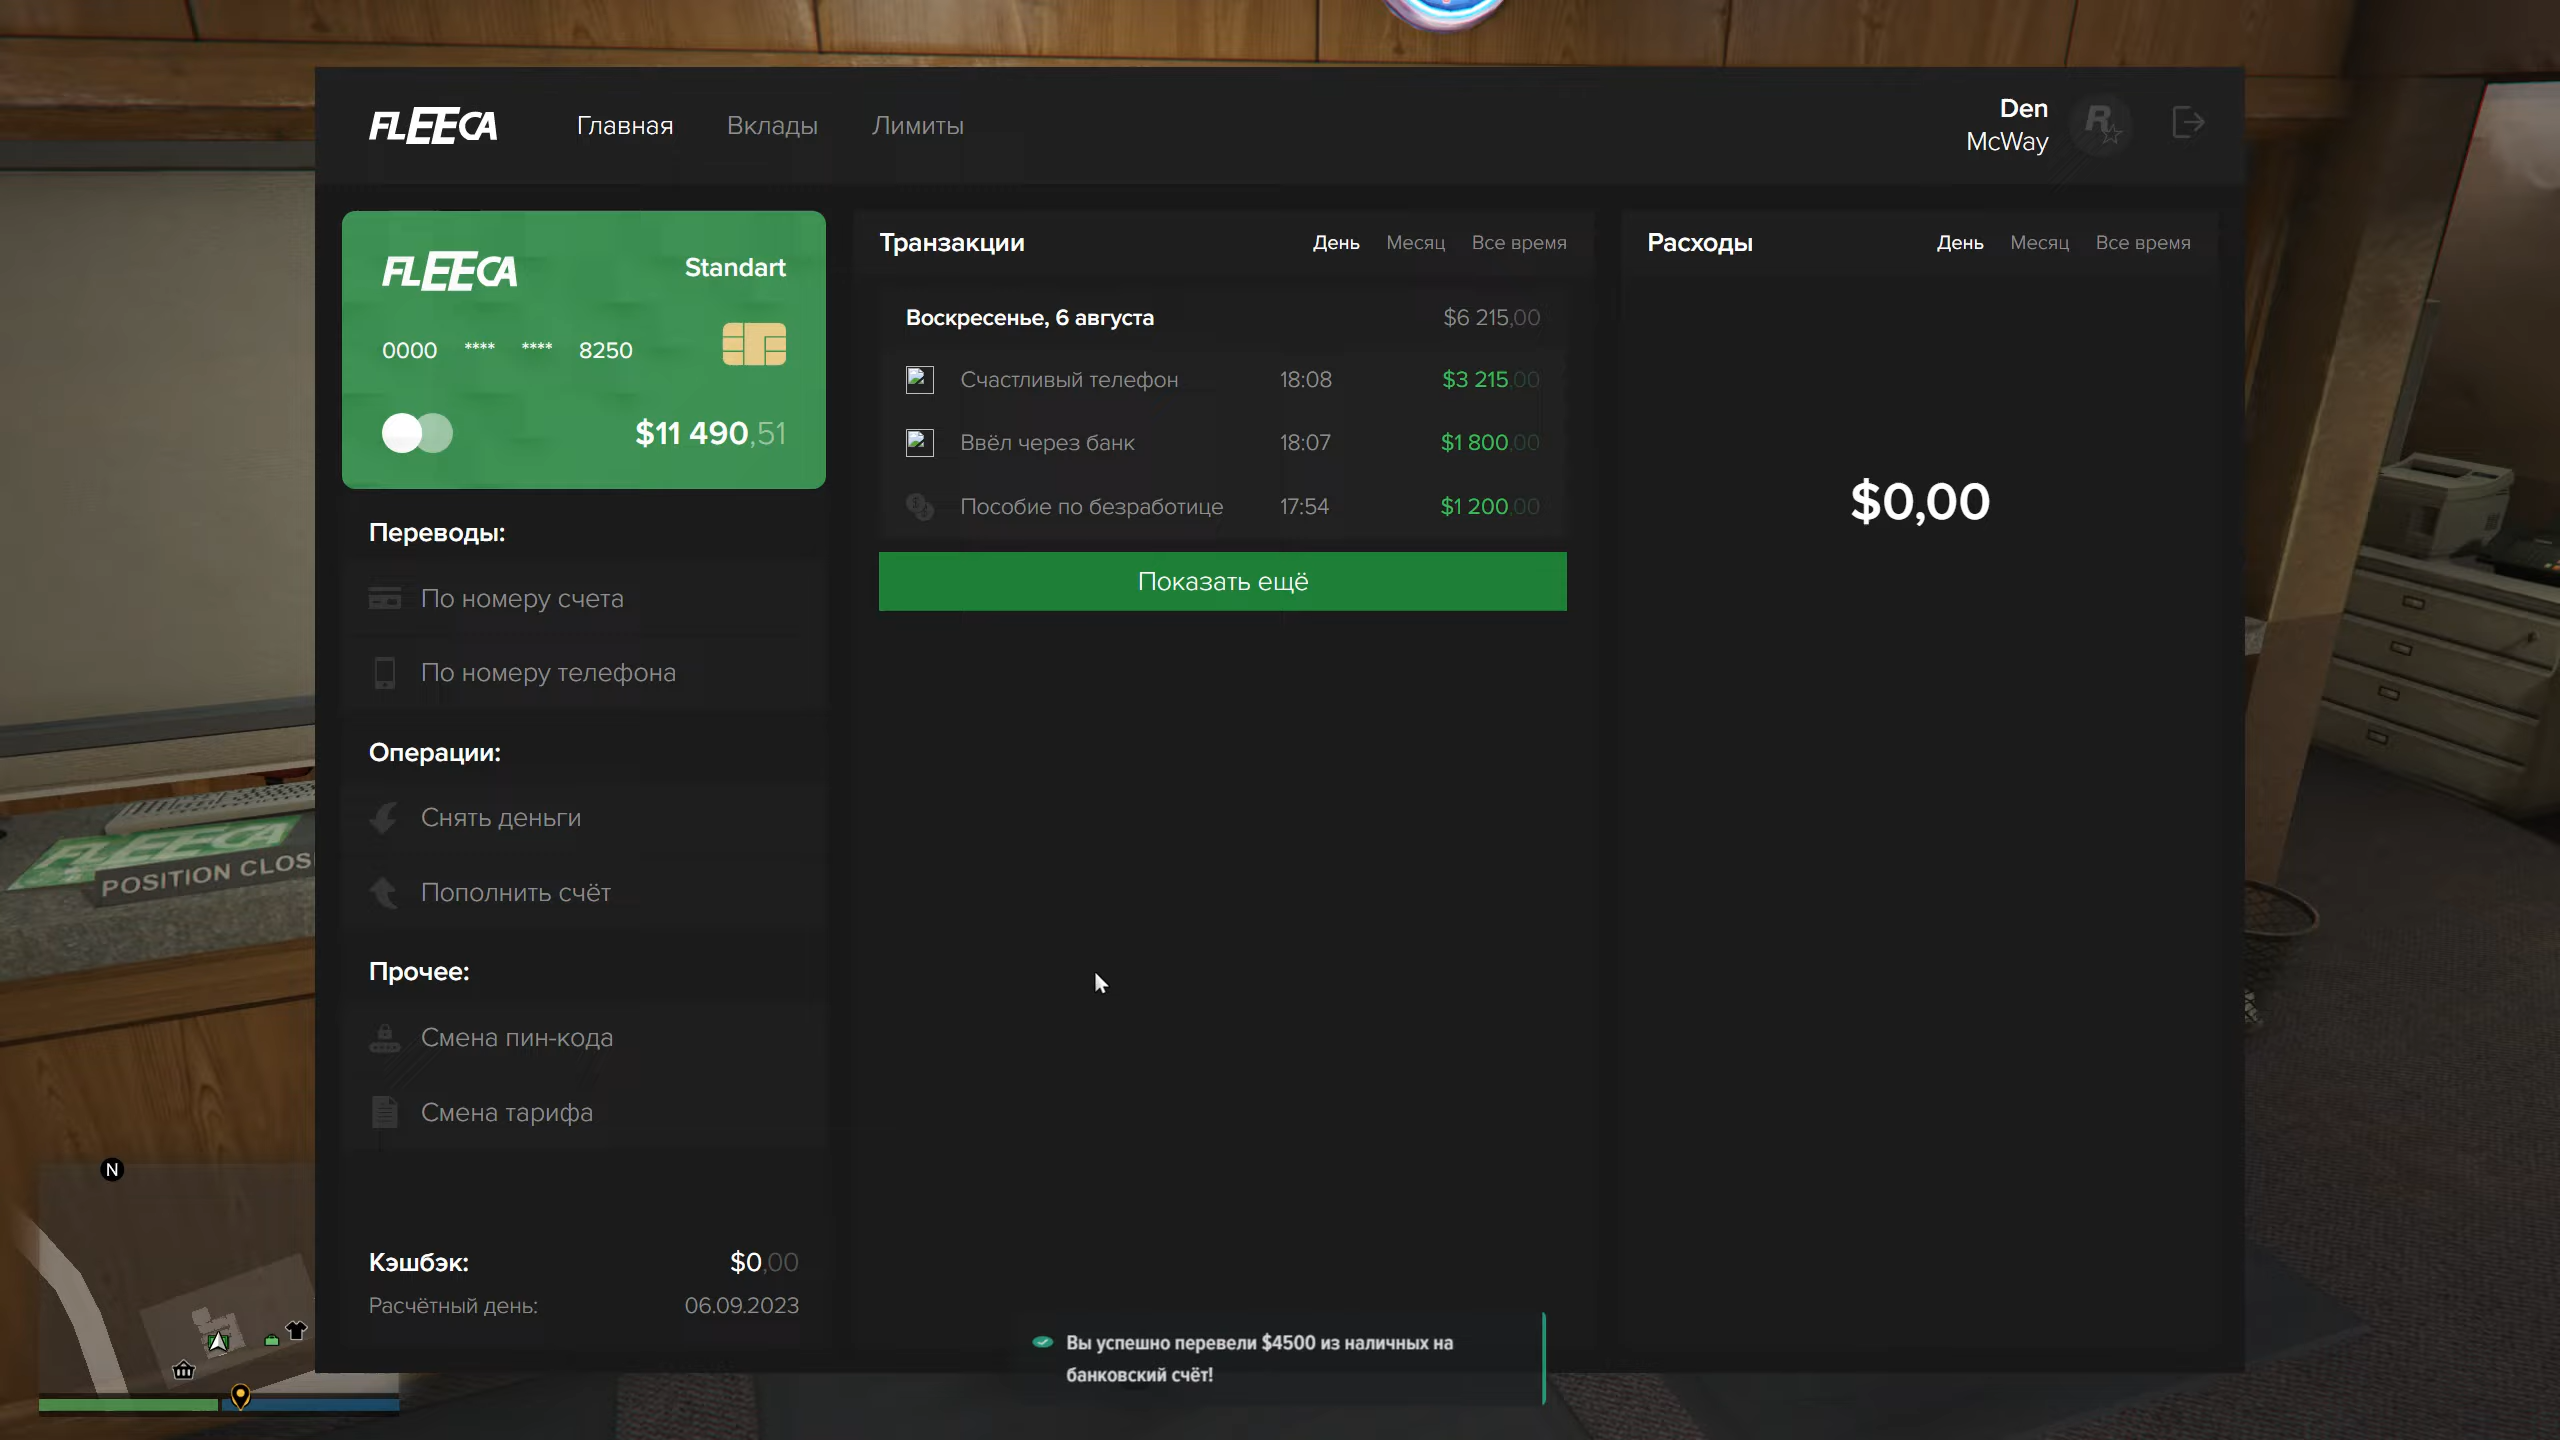 FLEECA
Главная
Вклады
Лимиты
Den
McWay
R
FLEECA
Standart
0000 **** **** 8250
$11 490,51
Переводы:
По номеру счета
По номеру телефона
Операции:
Снять деньги
Пополнить счёт
Прочее:
Смена пин-кода
Смена тарифа
Кэшбэк: $0,00
Расчётный день: 06.09.2023
Транзакции
День
Месяц
Все время
Воскресенье, 6 августа $6 215,00
Счастливый телефон 18:08 $3 215,00
Ввёл через банк 18:07 $1 800,00
Пособие по безработице 17:54 $1 200,00
Показать ещё
Расходы
День
Месяц
Все время
$0,00
FLEECA
POSITION CLOS
N
Вы успешно перевели $4500 из наличных на
банковский счёт!